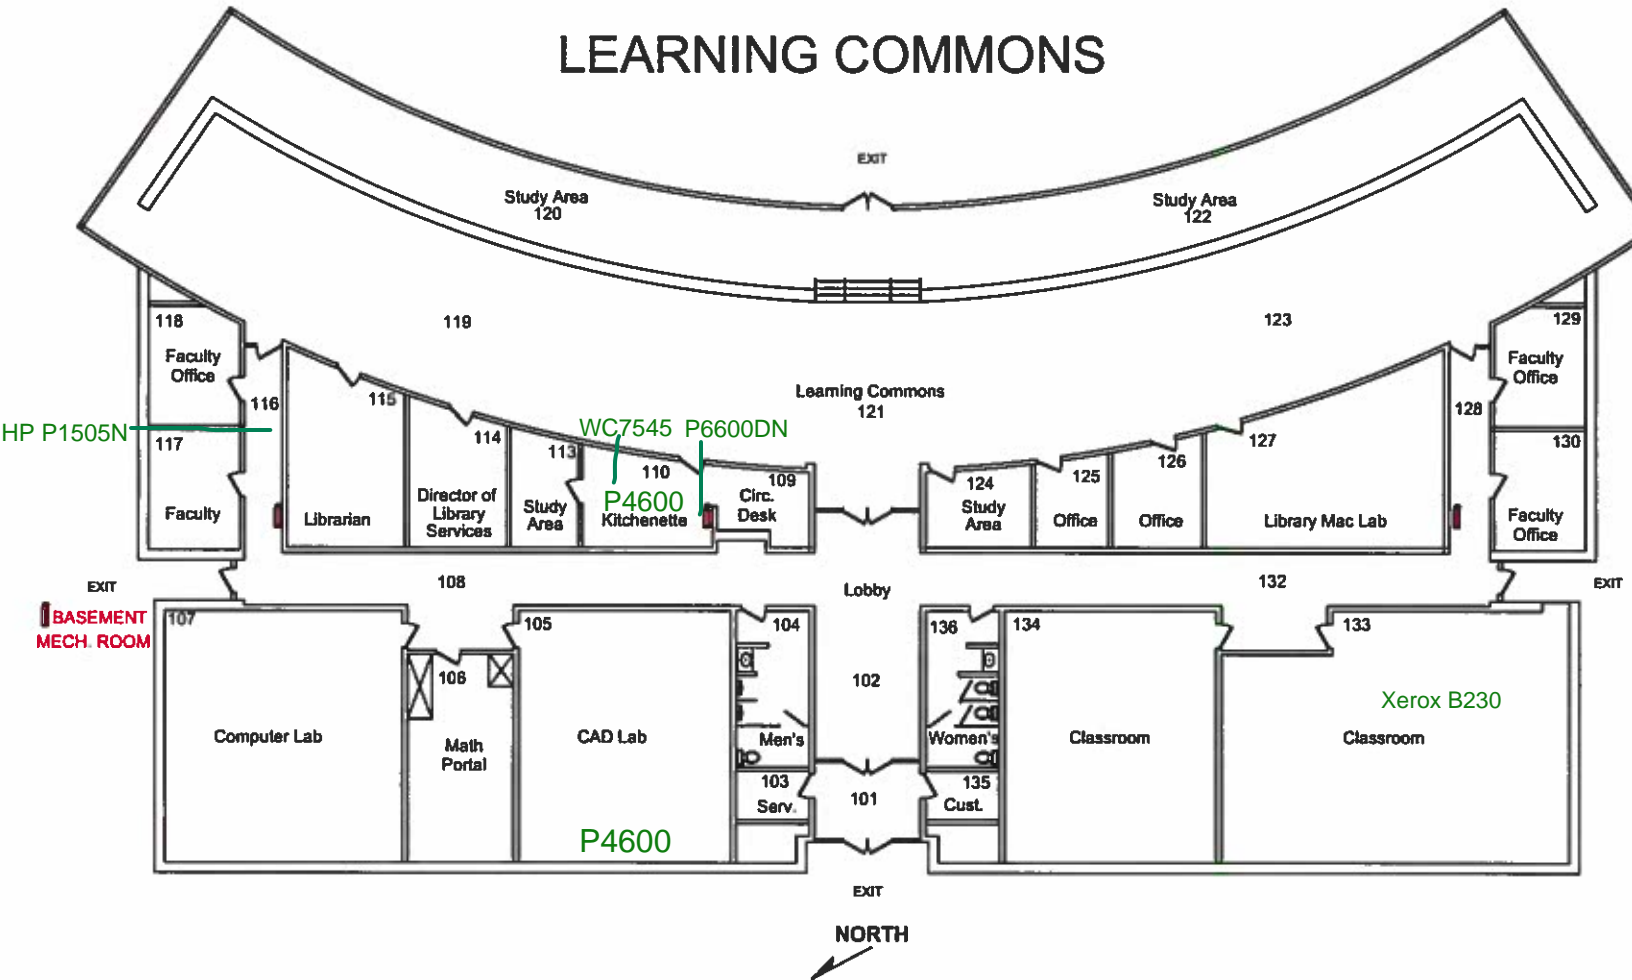 LEARNING COMMONS
EXIT
Study Area
120
Study Area
122
118
Faculty
Office
119
123
129
Faculty
Office
Learning Commons
121
116
115
128
HP P1505N
117
Faculty
114
Director of
Library
Services
Librarian
113
Study
Area
WC7545
P6600DN
110
P4600
Kitchenette
109
Circ.
Desk
124
Study
Area
125
Office
126
Office
127
Library Mac Lab
130
Faculty
Office
EXIT
108
Lobby
132
EXIT
BASEMENT
MECH. ROOM
107
Computer Lab
106
Math
Portal
105
CAD Lab
P4600
104
Men's
103
Serv.
102
101
136
Women's
135
Cust.
134
Classroom
133
Xerox B230
Classroom
EXIT
NORTH